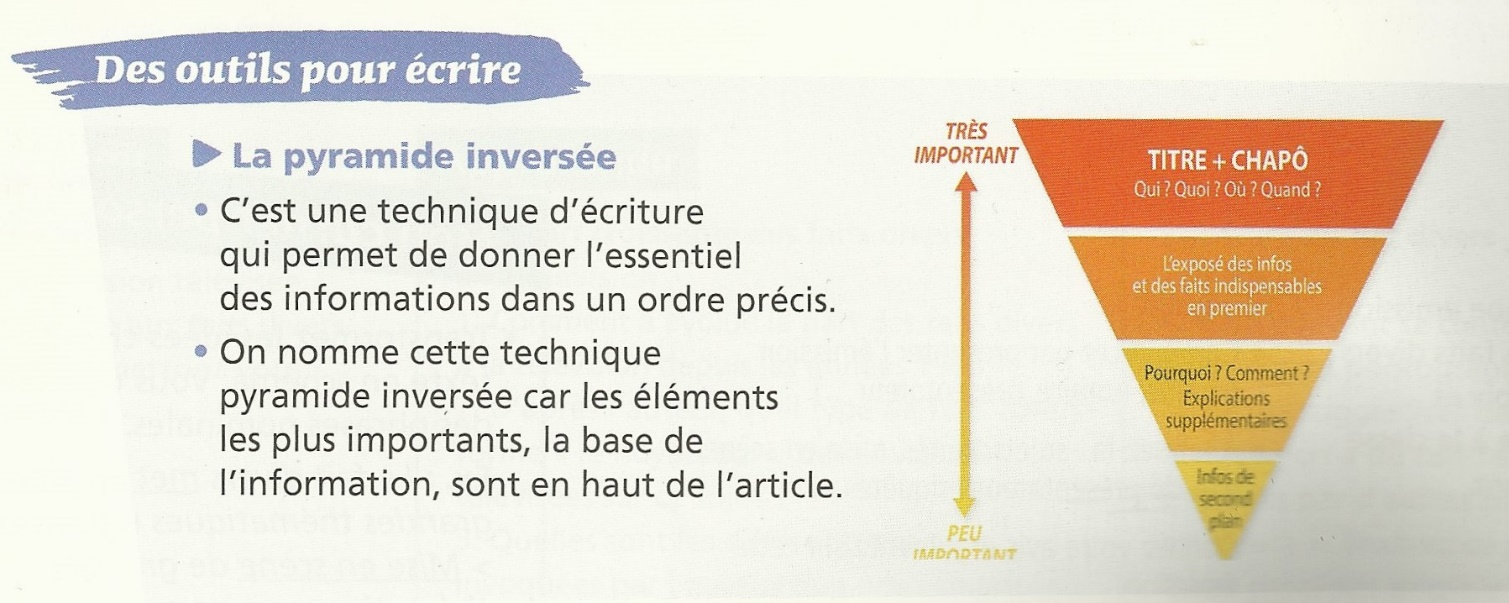 Des outils pour écrire
▶ La pyramide inversée
• C'est une technique d'écriture
qui permet de donner l'essentiel
des informations dans un ordre précis.
• On nomme cette technique
pyramide inversée car les éléments
les plus importants, la base de
l'information, sont en haut de l'article.
TRÈS
IMPORTANT
PEU
IMPORTANT
TITRE + CHAPÔ
Qui ? Quoi ? Où ? Quand ?
L'exposé des infos
et des faits indispensables
en premier
Pourquoi ? Comment ?
Explications
supplémentaires
Infos de
second
plan